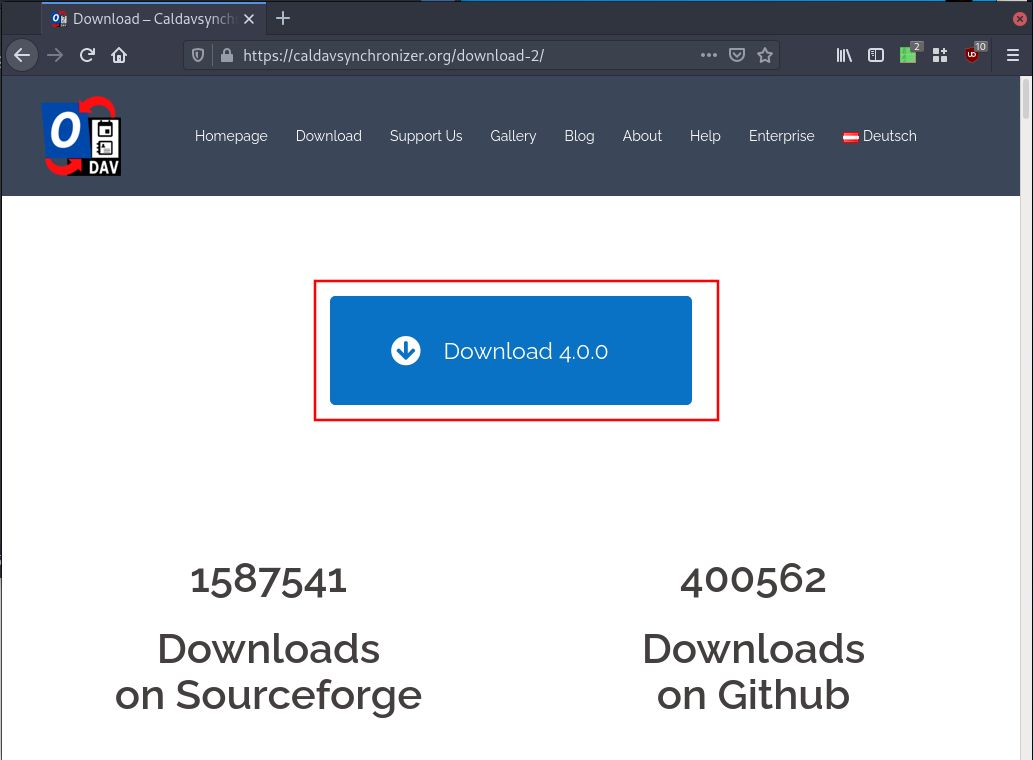 Download – Caldavsynch
https://caldavsynchronizer.org/download-2/
2
10
UD
O
DAV
Homepage Download Support Us Gallery Blog About Help Enterprise Deutsch
Download 4.0.0
1587541
400562
Downloads
on Sourceforge
Downloads
on Github